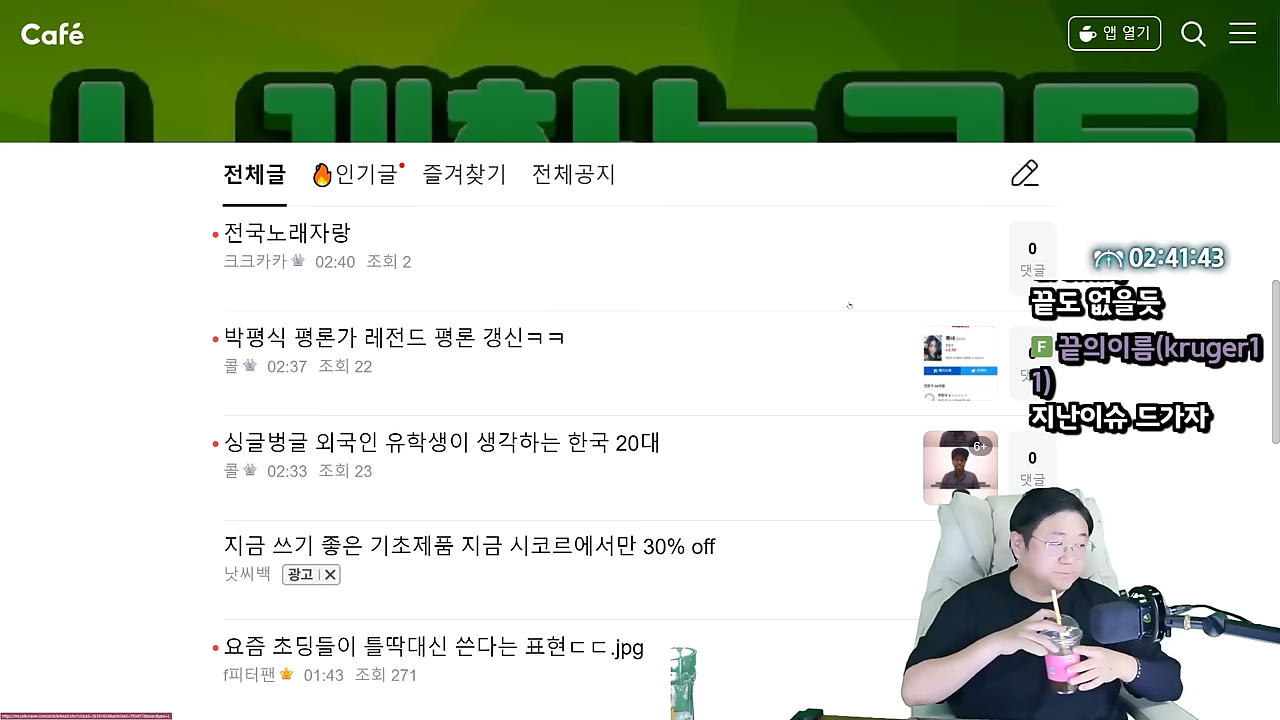 Café
앱 열기
전체글
인기글
즐겨찾기
전체공지
전국노래자랑
크크카카 02:40 조회 2
0
댓글
박평식 평론가 레전드 평론 갱신ㅋㅋ
콜 02:37 조회 22
싱글벙글 외국인 유학생이 생각하는 한국 20대
콜 02:33 조회 23
6+
0
댓글
지금 쓰기 좋은 기초제품 지금 시코르에서만 30% off
낫씨백 광고
요즘 초딩들이 틀딱대신 쓴다는 표현ㄷㄷ.jpg
f피터팬 01:43 조회 271
02:41:43
끝도 없을듯
F 끝의이름(kruger1
1)
지난이슈 드가자